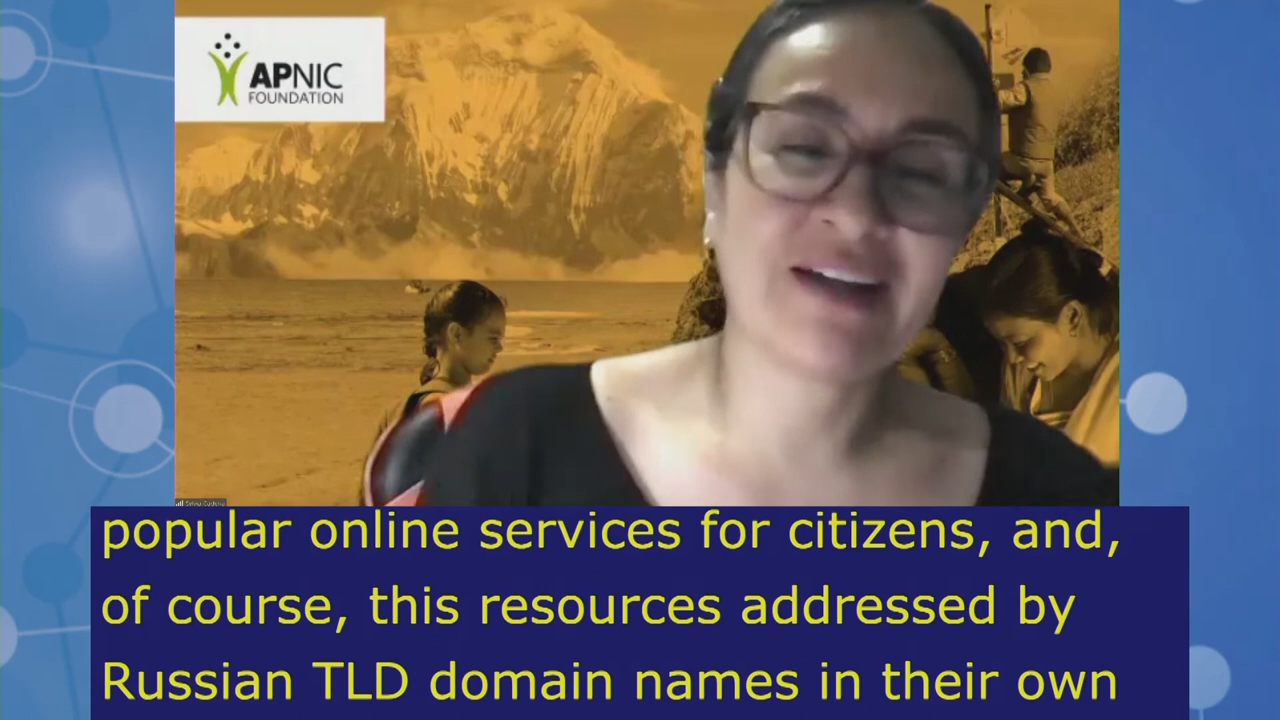 APNIC
FOUNDATION
popular online services for citizens, and,
of course, this resources addressed by
Russian TLD domain names in their own